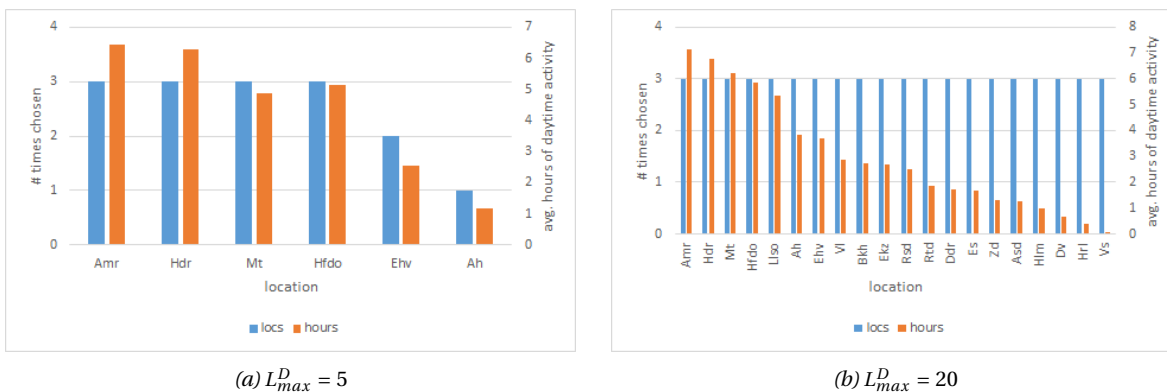 4
3
2
1
0
# times chosen
7
6
5
4
3
2
1
0
avg. hours of daytime activity
Amr Hdr Mt Hfdo Ehv Ah
location
locs hours
(a) L^D_max = 5
4
3
2
1
0
# times chosen
8
7
6
5
4
3
2
1
0
avg. hours of daytime activity
Amr Hdr Mt Hfdo Llso Ah Ehv Vl Bkh Ekz Rsd Rtd Ddr Es Zd Asd Hlm Dv Hrl Vs
location
locs hours
(b) L^D_max = 20